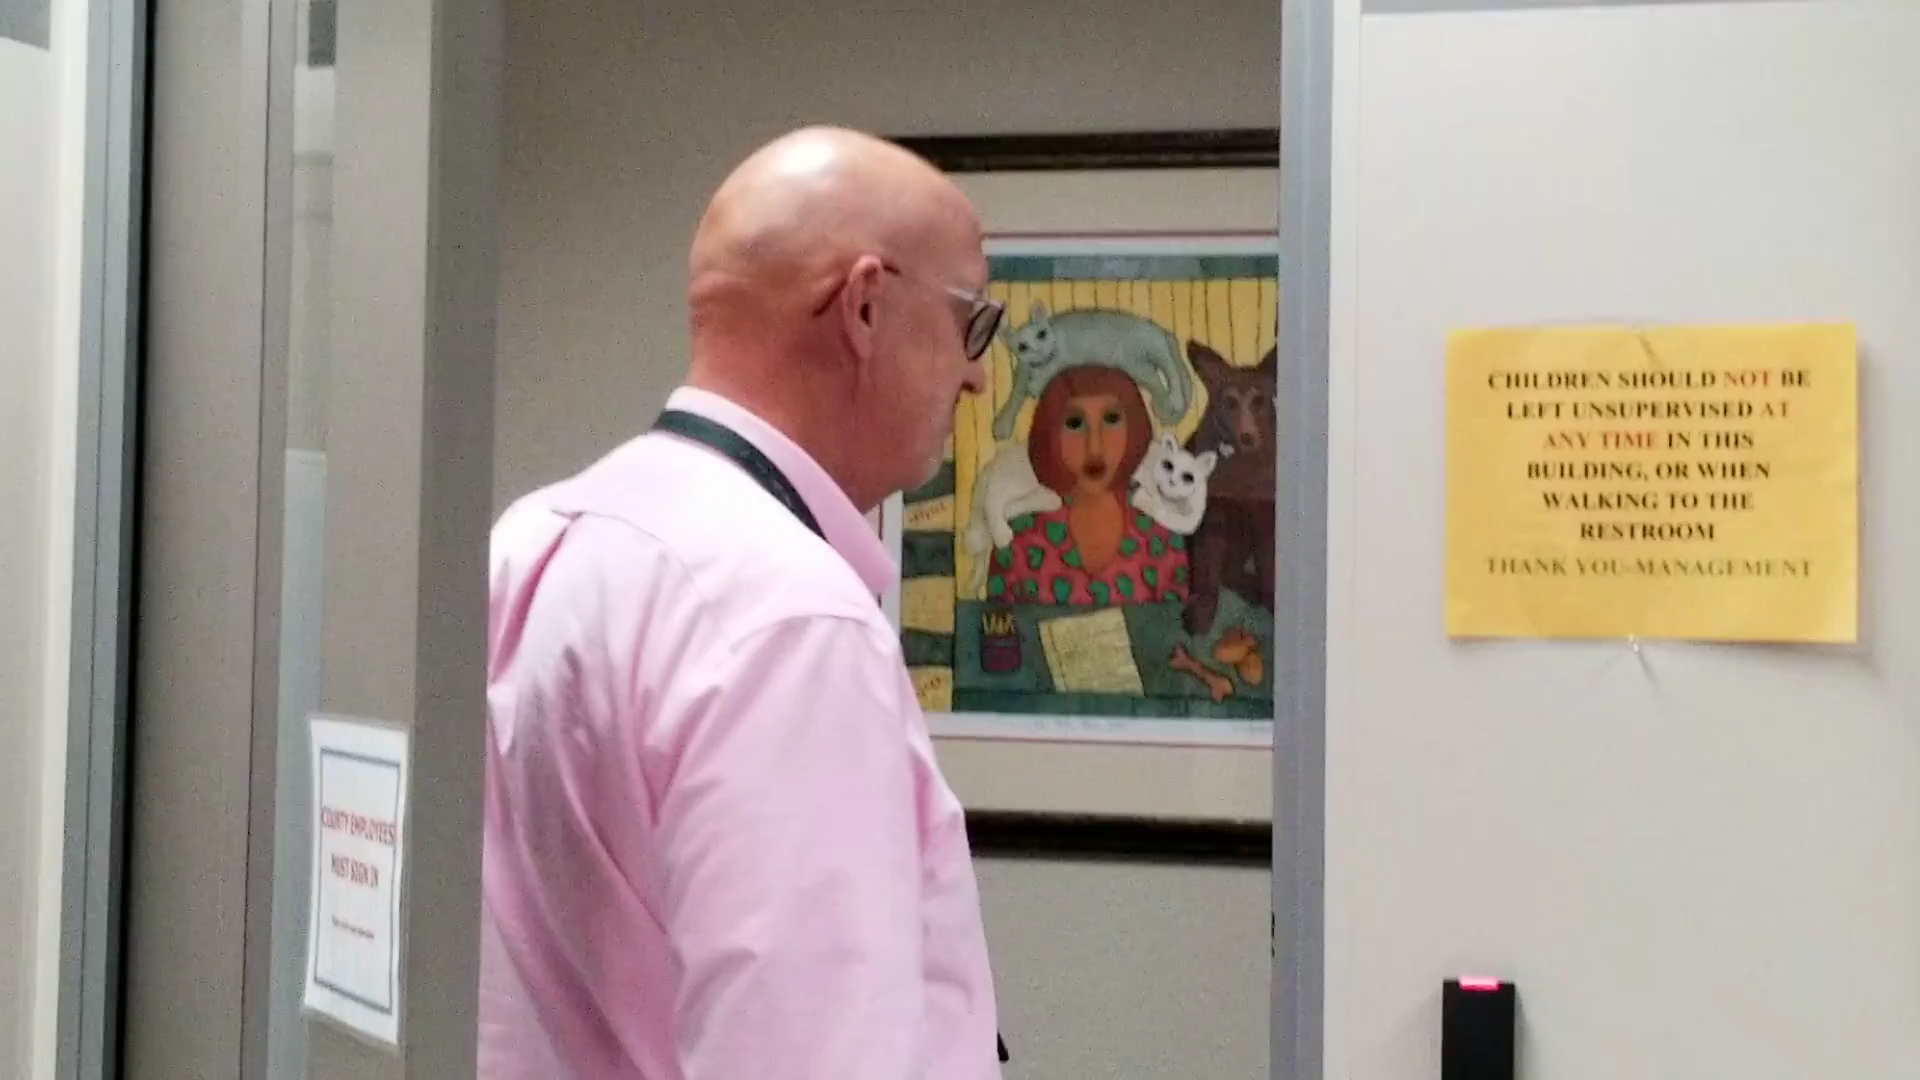 COUNTY EMPLOYEES
MUST SIGN IN
CHILDREN SHOULD NOT BE
LEFT UNSUPERVISED AT
ANY TIME IN THIS
BUILDING, OR WHEN
WALKING TO THE
RESTROOM
THANK YOU-MANAGEMENT